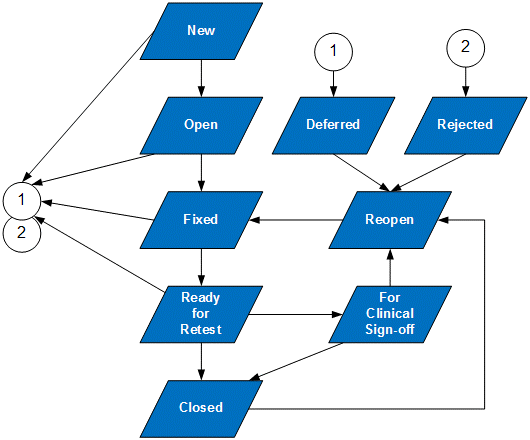 New
1
2
Open
Deferred
Rejected
1
2
Fixed
Reopen
Ready
for
Retest
For
Clinical
Sign-off
Closed